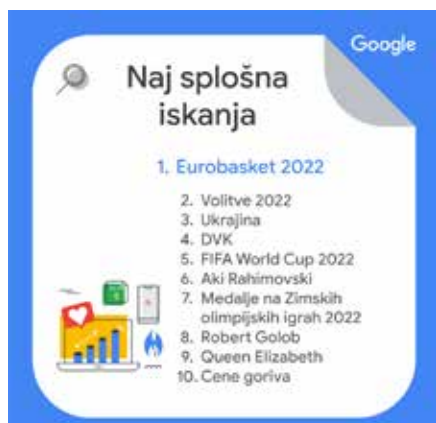 Google
Naj splošna
iskanja
1. Eurobasket 2022
2. Volitve 2022
3. Ukrajina
4. DVK
5. FIFA World Cup 2022
6. Aki Rahimovski
7. Medalje na Zimskih
olimpijskih igrah 2022
8. Robert Golob
9. Queen Elizabeth
10. Cene goriva